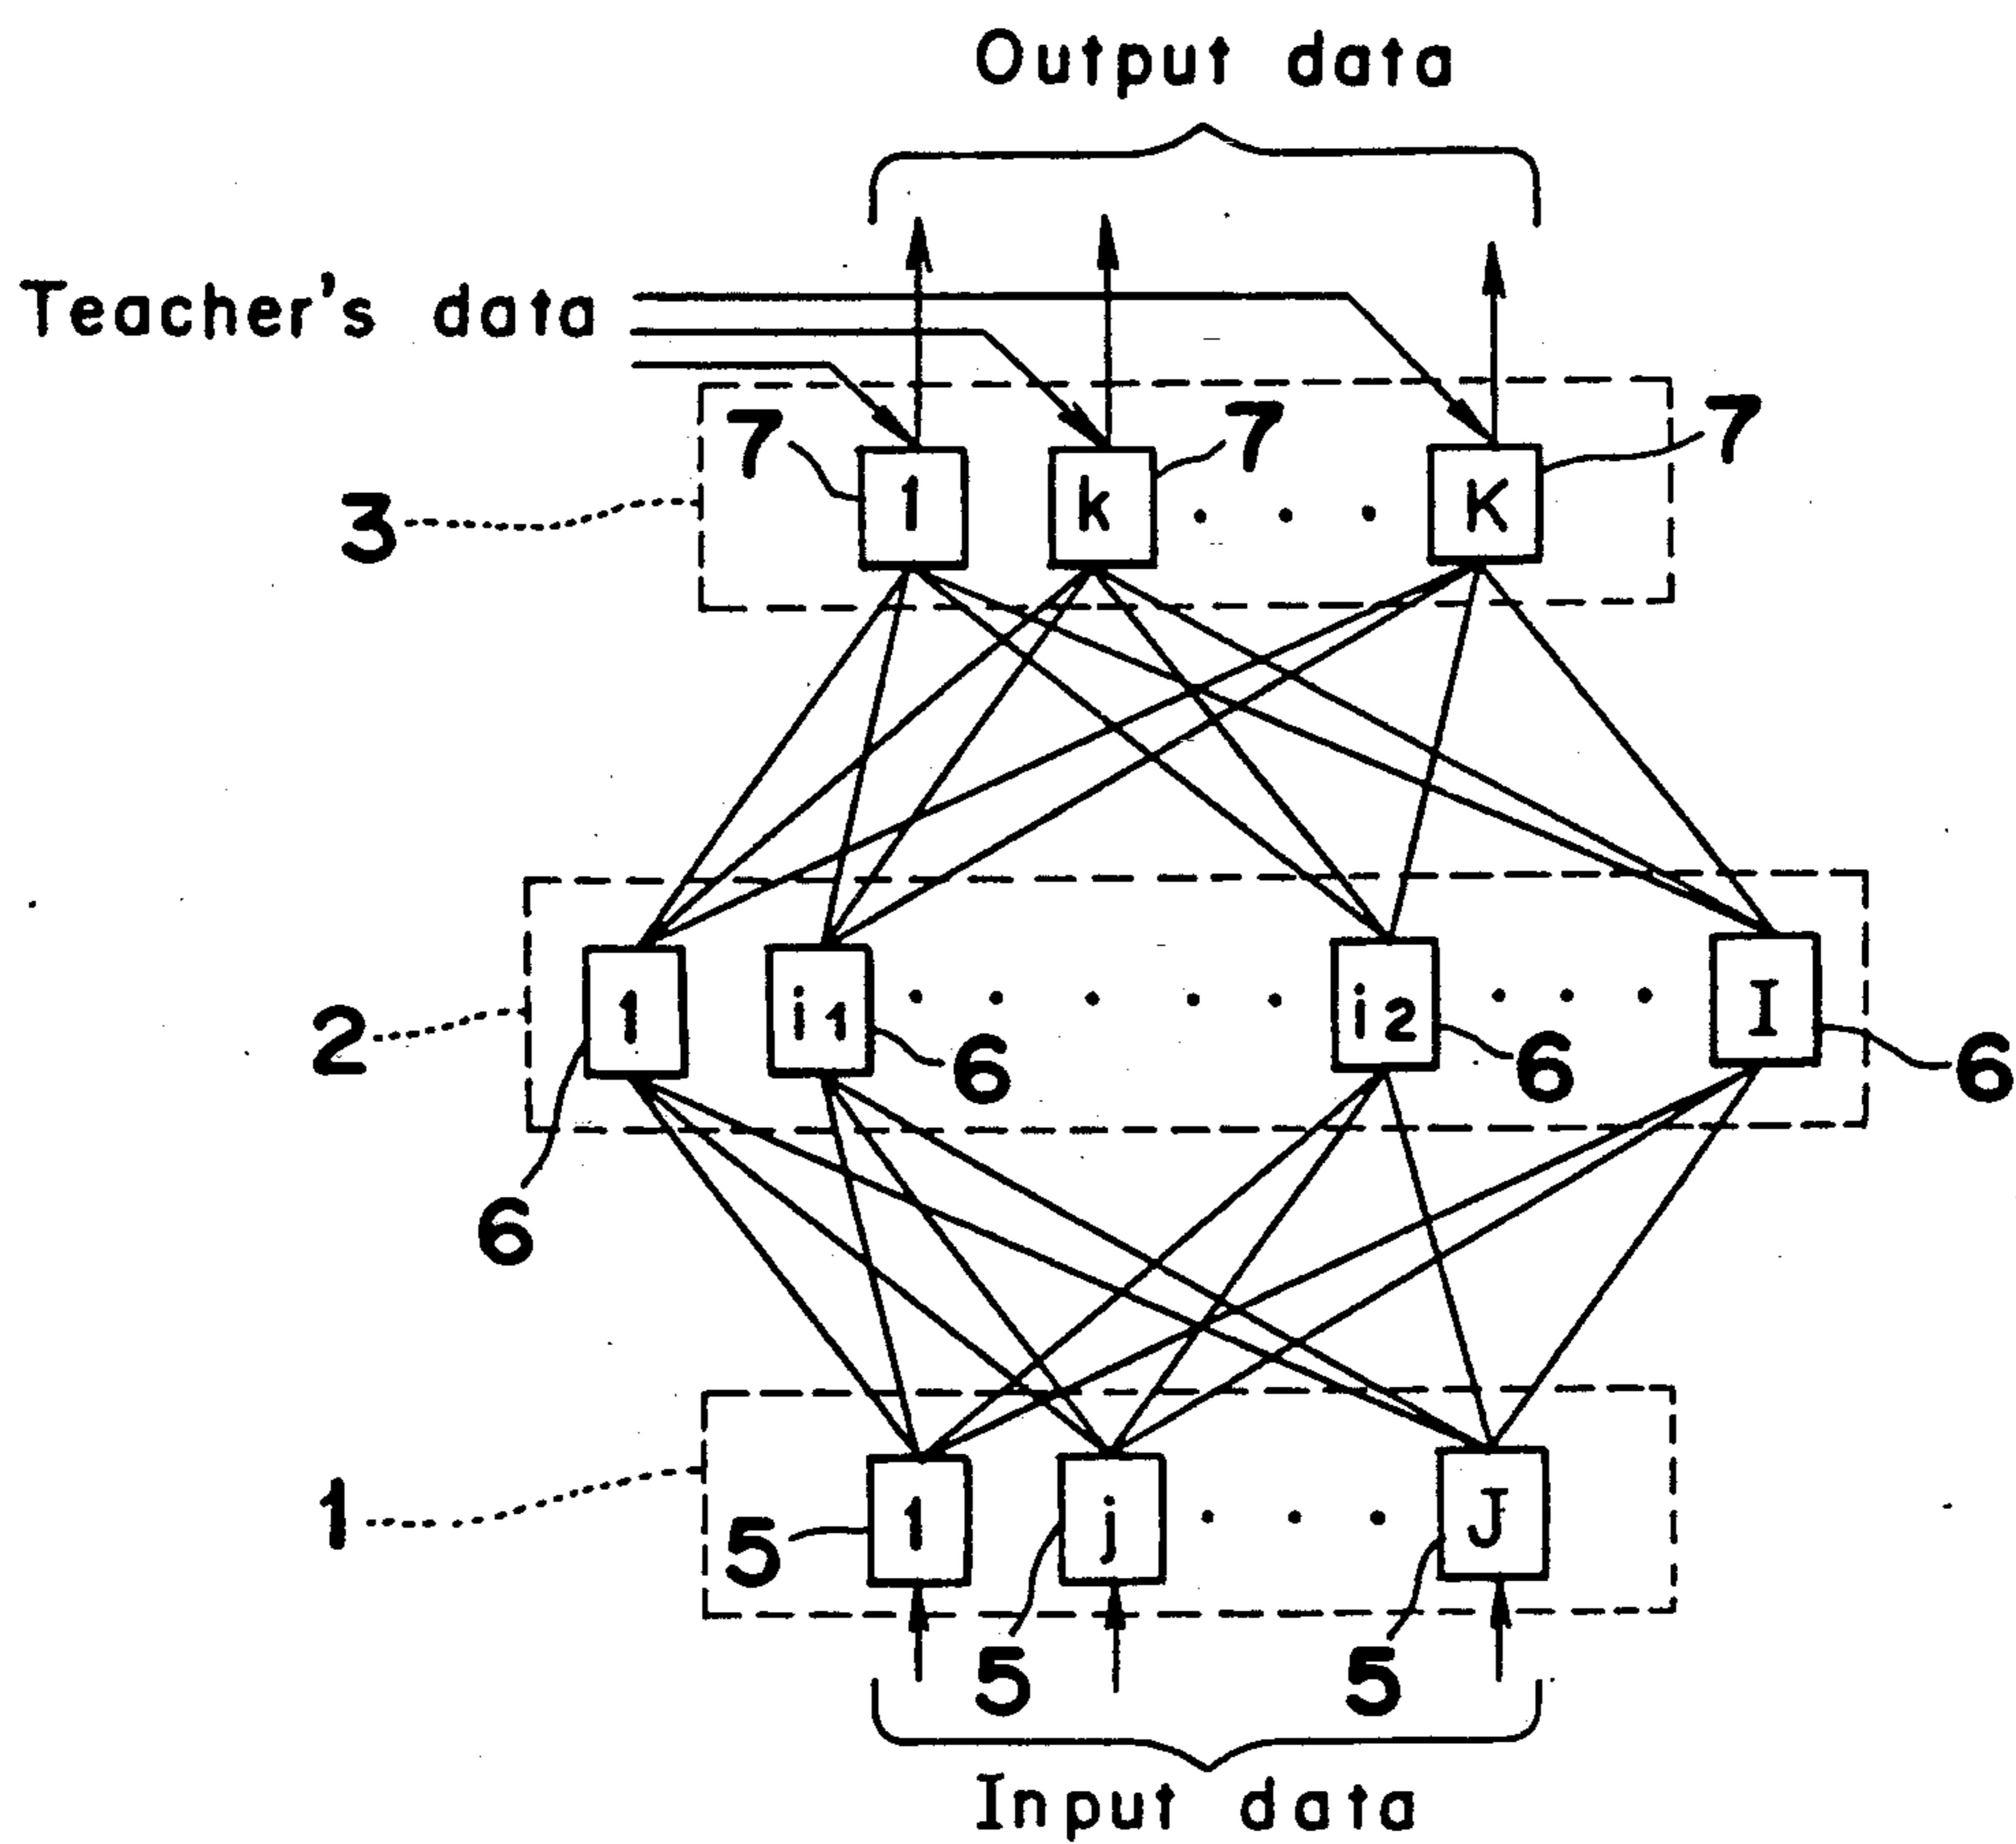 Output data
Teacher's data
7 7 7
3 1 k K
2 1 i1 i2 I
6 6 6
6
1 1 j J
5
5 5
Input data